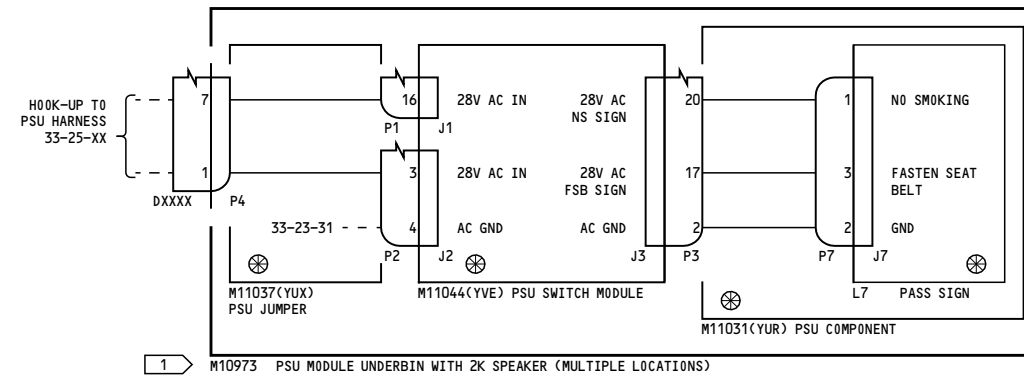 HOOK-UP TO
PSU HARNESS
33-25-XX
7
1
DXXXX
P4
16
P1
J1
3
4
P2
J2
33-23-31
28V AC IN
28V AC IN
AC GND
28V AC
NS SIGN
28V AC
FSB SIGN
AC GND
20
17
2
J3
P3
1
3
2
P7
J7
NO SMOKING
FASTEN SEAT
BELT
GND
L7
PASS SIGN
M11037(YUX)
PSU JUMPER
M11044(YVE) PSU SWITCH MODULE
M11031(YUR) PSU COMPONENT
1
M10973 PSU MODULE UNDERBIN WITH 2K SPEAKER (MULTIPLE LOCATIONS)